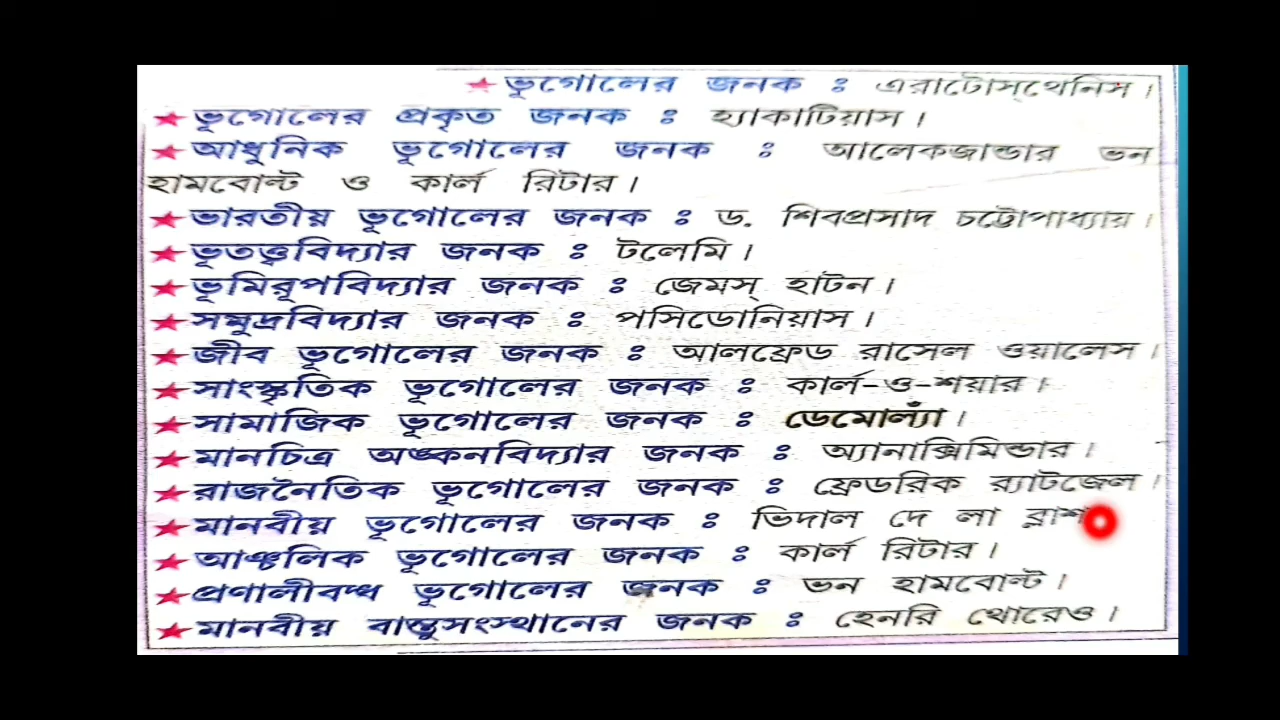 ★ ভূগোলের জনক ঃ এরাটোস্‌থেনিস।
★ ভূগোলের প্রকৃত জনক ঃ হ্যাকাটিয়াস।
★ আধুনিক ভূগোলের জনক ঃ আলেকজান্ডার ভন
হামবোল্ট ও কার্ল রিটার।
★ ভারতীয় ভূগোলের জনক ঃ ড. শিবপ্রসাদ চট্টোপাধ্যায়।
★ ভূতত্ত্ববিদ্যার জনক ঃ টলেমি।
★ ভূমিরূপবিদ্যার জনক ঃ জেমস্ হাটন।
★ সমুদ্রবিদ্যার জনক ঃ পসিডোনিয়াস।
★ জীব ভূগোলের জনক ঃ আলফ্রেড রাসেল ওয়ালেস।
★ সাংস্কৃতিক ভূগোলের জনক ঃ কার্ল-ও-শয়ার।
★ সামাজিক ভূগোলের জনক ঃ ডেমোল্যাঁ।
★ মানচিত্র অঙ্কনবিদ্যার জনক ঃ অ্যানাক্সিমিন্ডার।
★ রাজনৈতিক ভূগোলের জনক ঃ ফ্রেডরিক র‍্যাটজেল।
★ মানবীয় ভূগোলের জনক ঃ ভিদাল দে লা
★ আঞ্চলিক ভূগোলের জনক ঃ কার্ল রিটার।
★ প্রণালীবদ্ধ ভূগোলের জনক ঃ ভন হামবোল্ট।
★ মানবীয় বাস্তুসংস্থানের জনক ঃ হেনরি থোরেও।